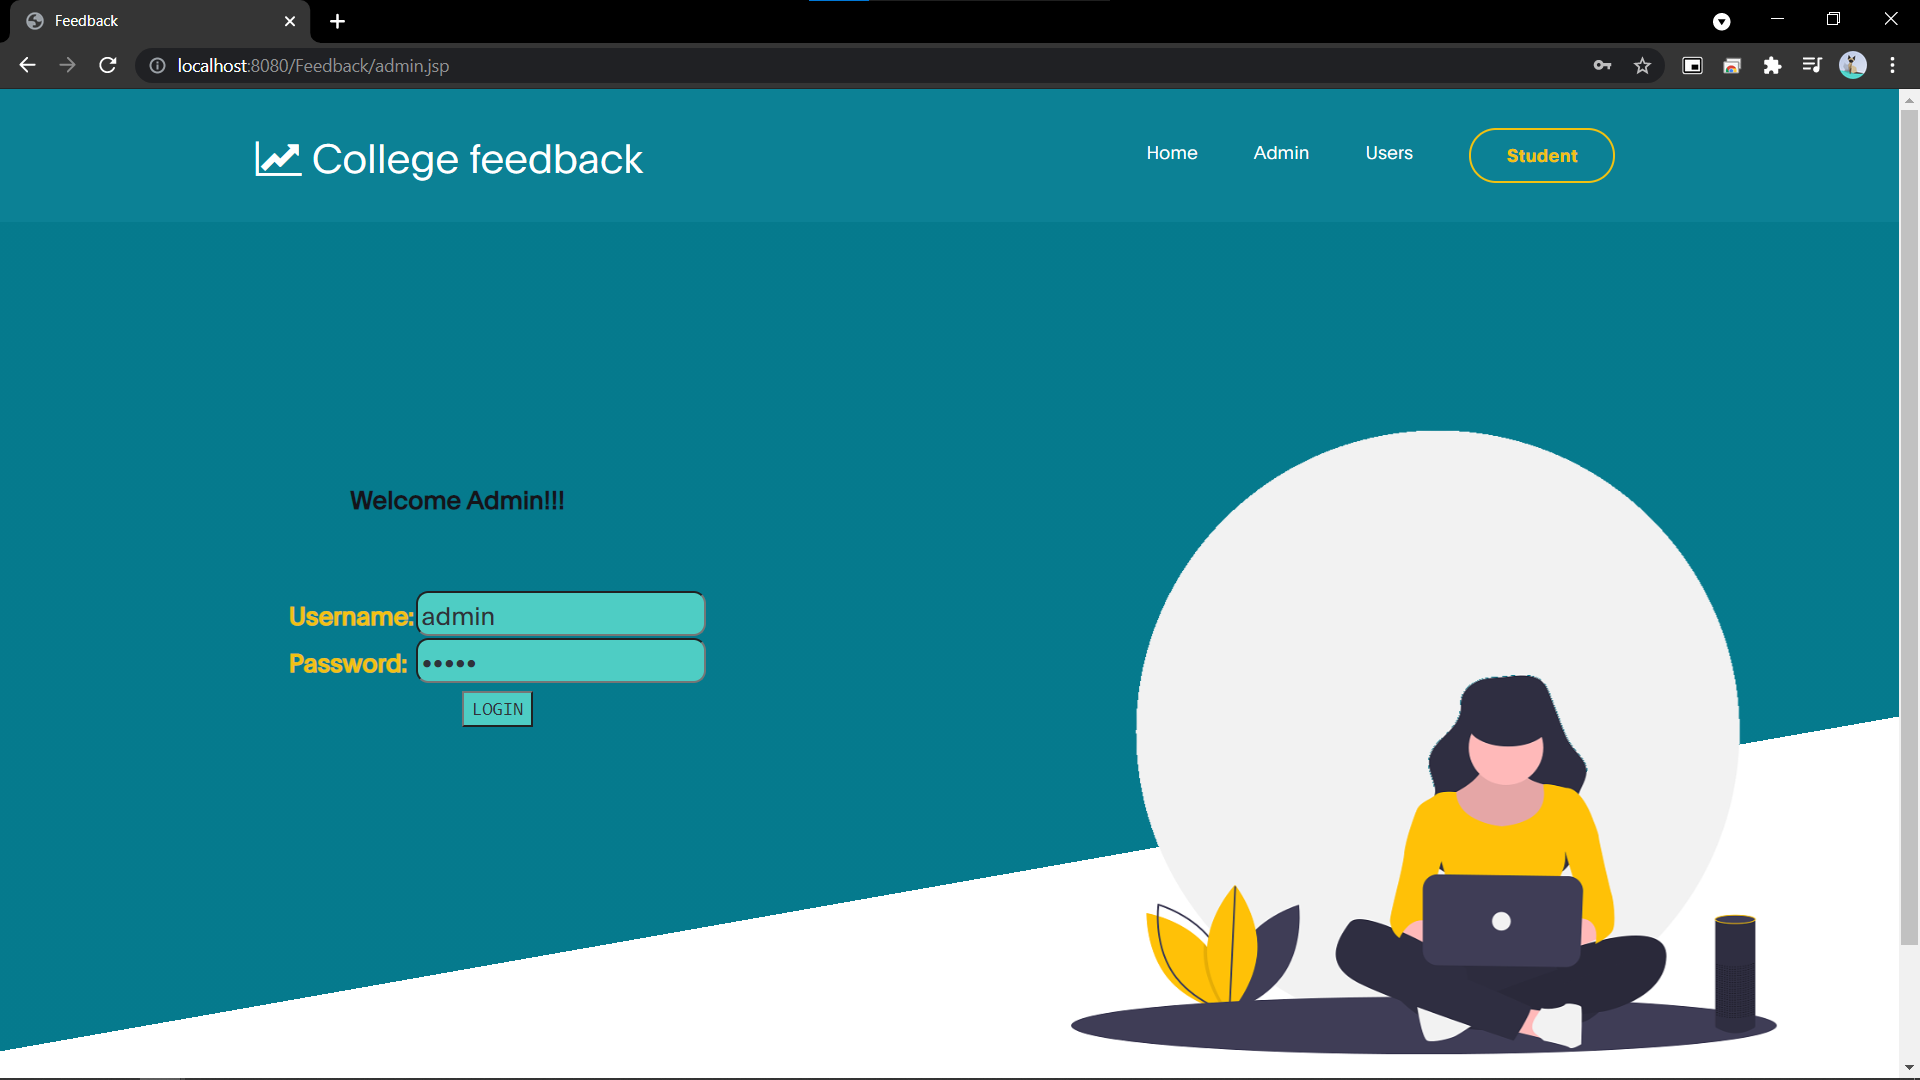 Feedback
localhost:8080/Feedback/admin.jsp
College feedback
Home Admin Users Student
Welcome Admin!!!
Username: admin
Password: •••••
LOGIN